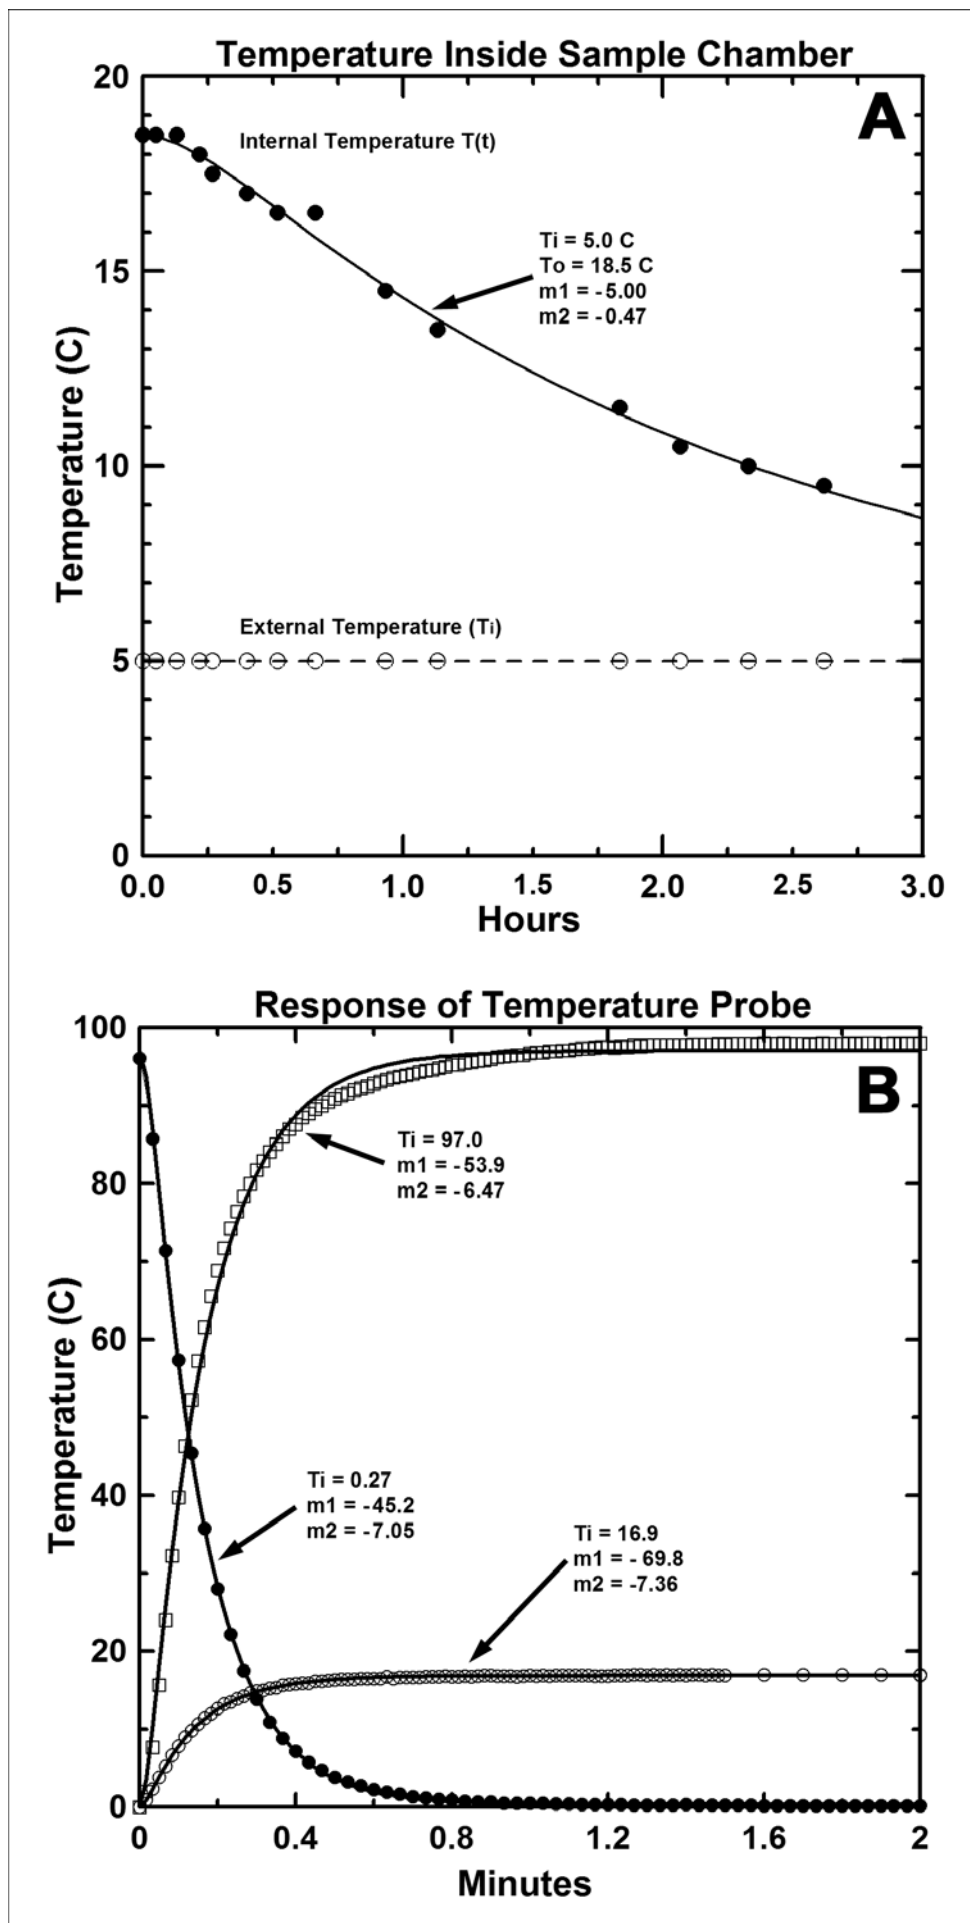 Temperature Inside Sample Chamber
A
20
Internal Temperature T(t)
Ti = 5.0 C
To = 18.5 C
m1 = -5.00
m2 = -0.47
15
Temperature (C)
10
External Temperature (Ti)
5
0
0.0 0.5 1.0 1.5 2.0 2.5 3.0
Hours
Response of Temperature Probe
B
100
Ti = 97.0
m1 = -53.9
m2 = -6.47
80
Temperature (C)
60
40
Ti = 0.27
m1 = -45.2
m2 = -7.05
Ti = 16.9
m1 = - 69.8
m2 = -7.36
20
0
0 0.4 0.8 1.2 1.6 2
Minutes